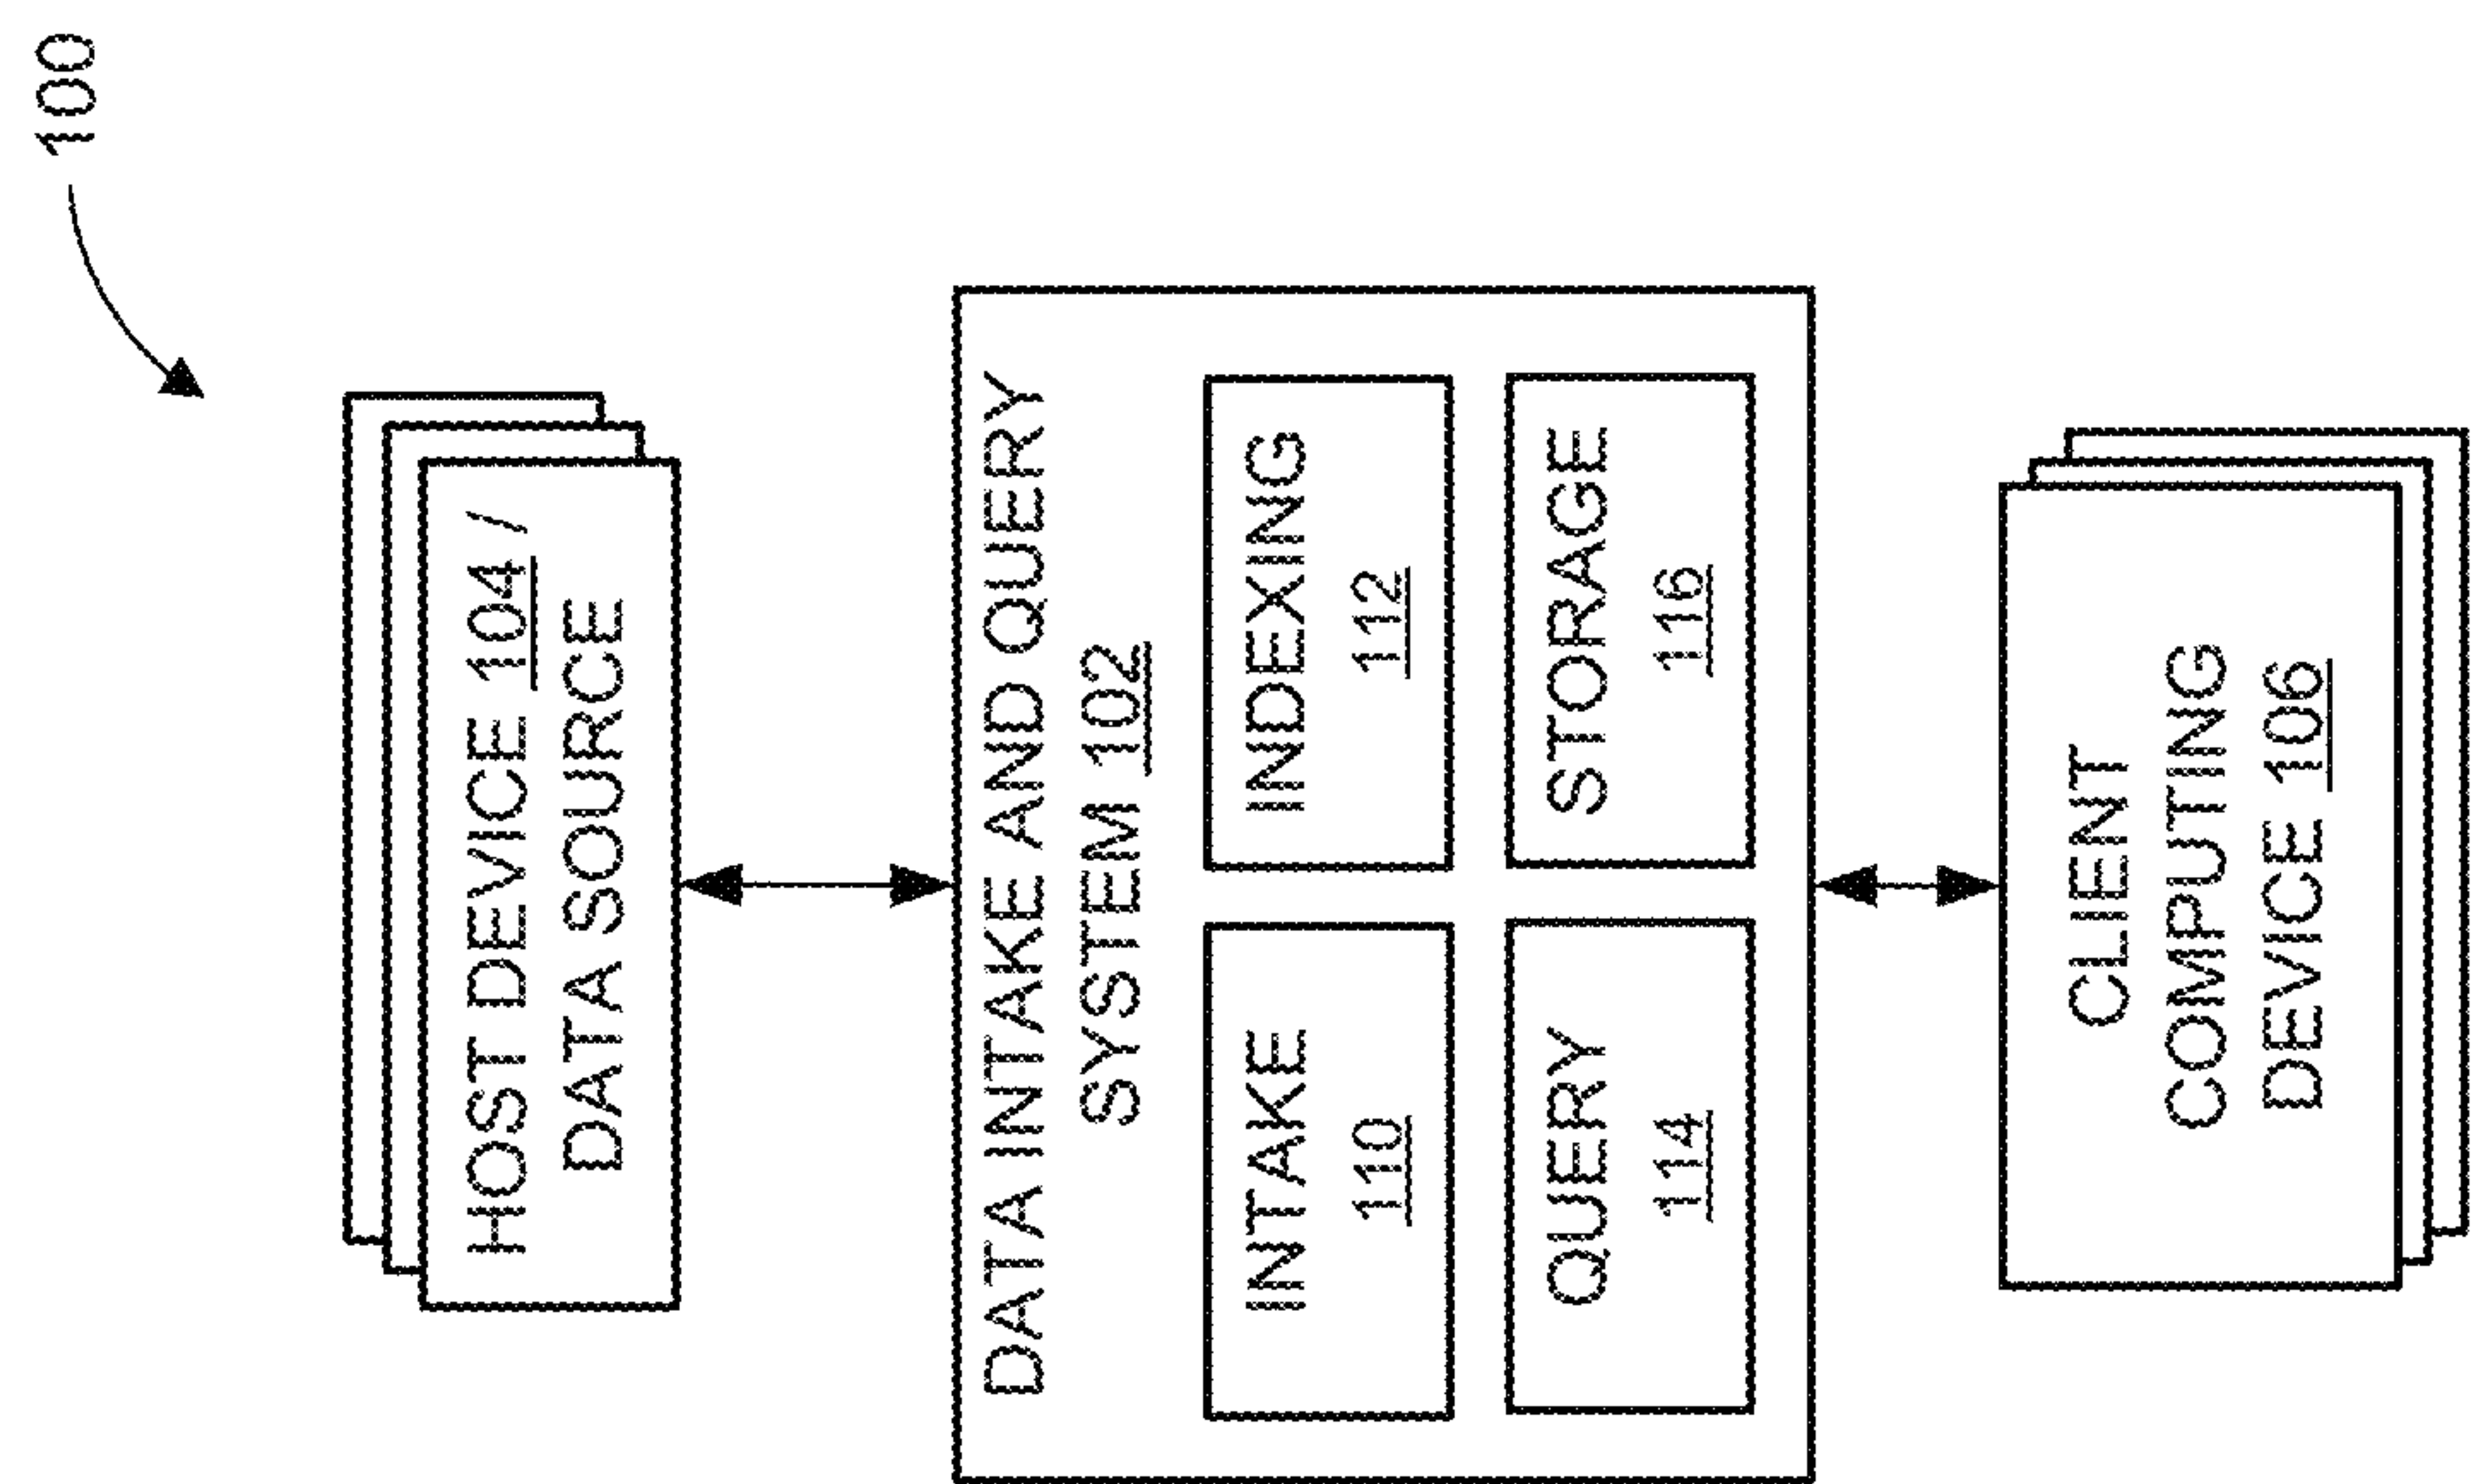 100
HOST DEVICE 104 /
DATA SOURCE
DATA INTAKE AND QUERY
SYSTEM 102
INTAKE
110
INDEXING
112
QUERY
114
STORAGE
116
CLIENT
COMPUTING
DEVICE 106